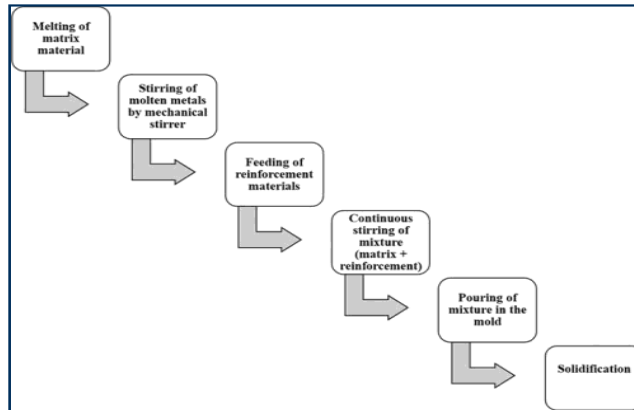 Melting of
matrix
material
Stirring of
molten metals
by mechanical
stirrer
Feeding of
reinforcement
materials
Continuous
stirring of
mixture
(matrix +
reinforcement)
Pouring of
mixture in the
mold
Solidification